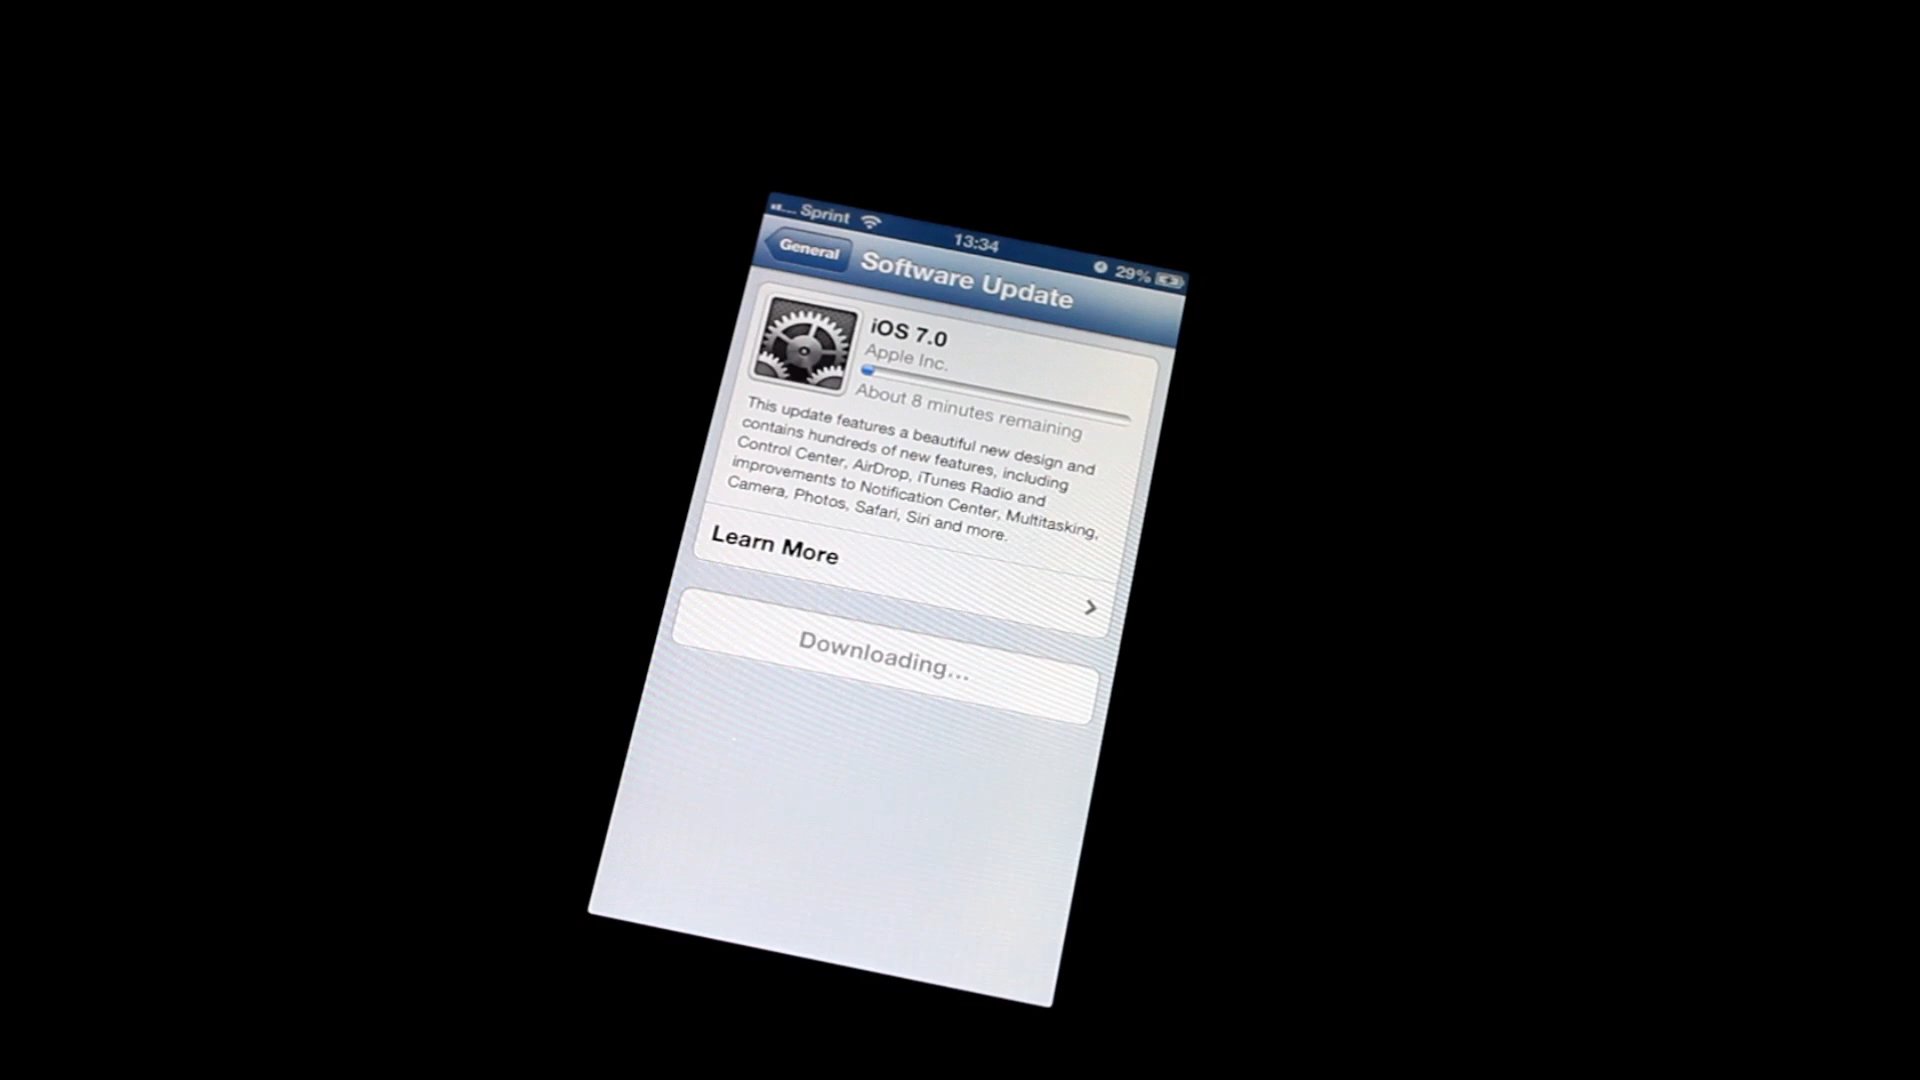 Sprint
13:34
29%
General
Software Update
iOS 7.0
Apple Inc.
About 8 minutes remaining
This update features a beautiful new design and
contains hundreds of new features, including
Control Center, AirDrop, iTunes Radio and
improvements to Notification Center, Multitasking,
Camera, Photos, Safari, Siri and more.
Learn More
Downloading...